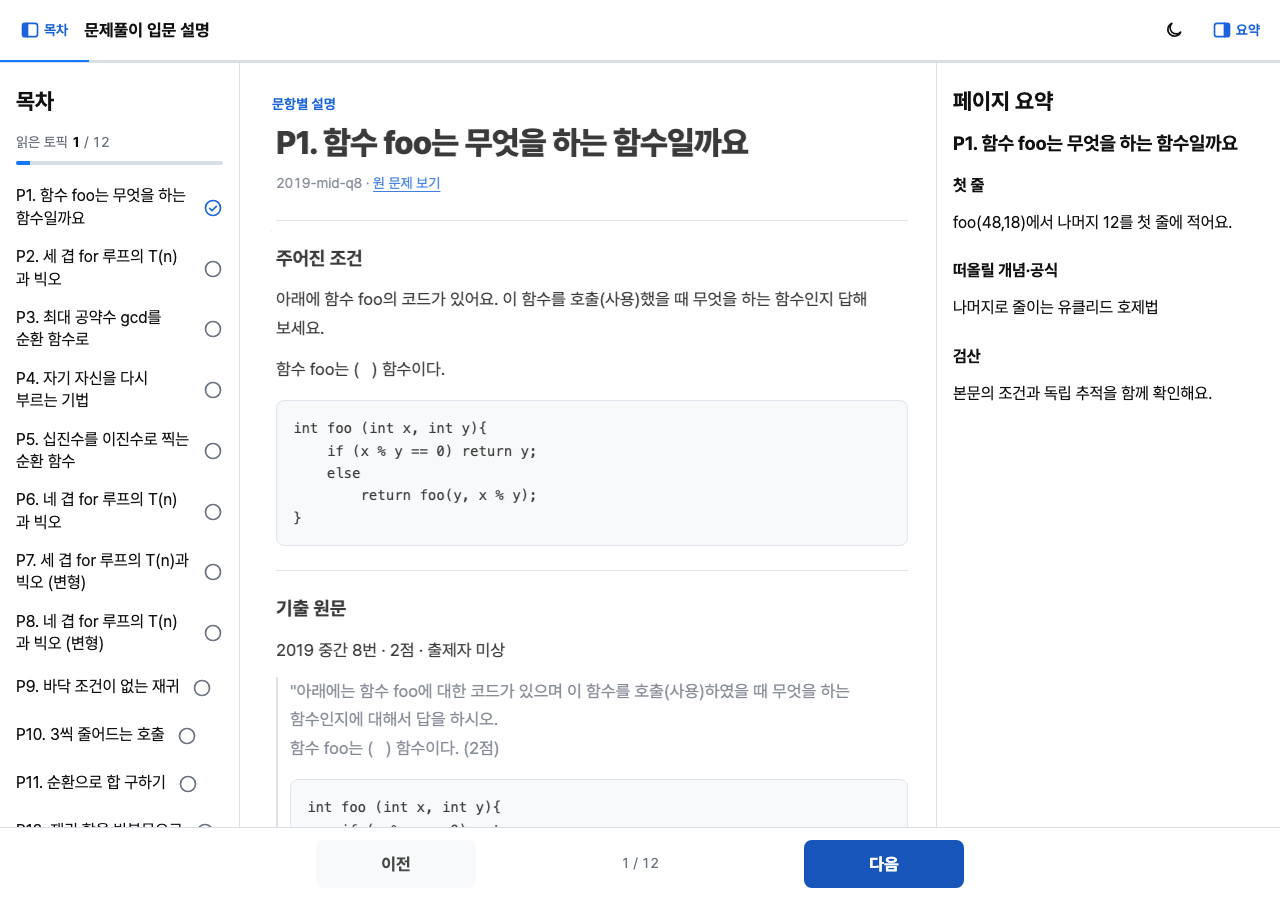 목차
문제풀이 입문 설명
요약
목차
읽은 토픽 1 / 12
P1. 함수 foo는 무엇을 하는
함수일까요
P2. 세 겹 for 루프의 T(n)
과 빅오
P3. 최대 공약수 gcd를
순환 함수로
P4. 자기 자신을 다시
부르는 기법
P5. 십진수를 이진수로 찍는
순환 함수
P6. 네 겹 for 루프의 T(n)
과 빅오
P7. 세 겹 for 루프의 T(n)과
빅오 (변형)
P8. 네 겹 for 루프의 T(n)
과 빅오 (변형)
P9. 바닥 조건이 없는 재귀
P10. 3씩 줄어드는 호출
P11. 순환으로 합 구하기
문항별 설명
P1. 함수 foo는 무엇을 하는 함수일까요
2019-mid-q8 · 원 문제 보기
주어진 조건
아래에 함수 foo의 코드가 있어요. 이 함수를 호출(사용)했을 때 무엇을 하는 함수인지 답해
보세요.
함수 foo는 (   ) 함수이다.
int foo (int x, int y){
    if (x % y == 0) return y;
    else
        return foo(y, x % y);
}
기출 원문
2019 중간 8번 · 2점 · 출제자 미상
"아래에는 함수 foo에 대한 코드가 있으며 이 함수를 호출(사용)하였을 때 무엇을 하는
함수인지에 대해서 답을 하시오.
함수 foo는 (   ) 함수이다. (2점)
int foo (int x, int y){
페이지 요약
P1. 함수 foo는 무엇을 하는 함수일까요
첫 줄
foo(48,18)에서 나머지 12를 첫 줄에 적어요.
떠올릴 개념·공식
나머지로 줄이는 유클리드 호제법
검산
본문의 조건과 독립 추적을 함께 확인해요.
이전
1 / 12
다음